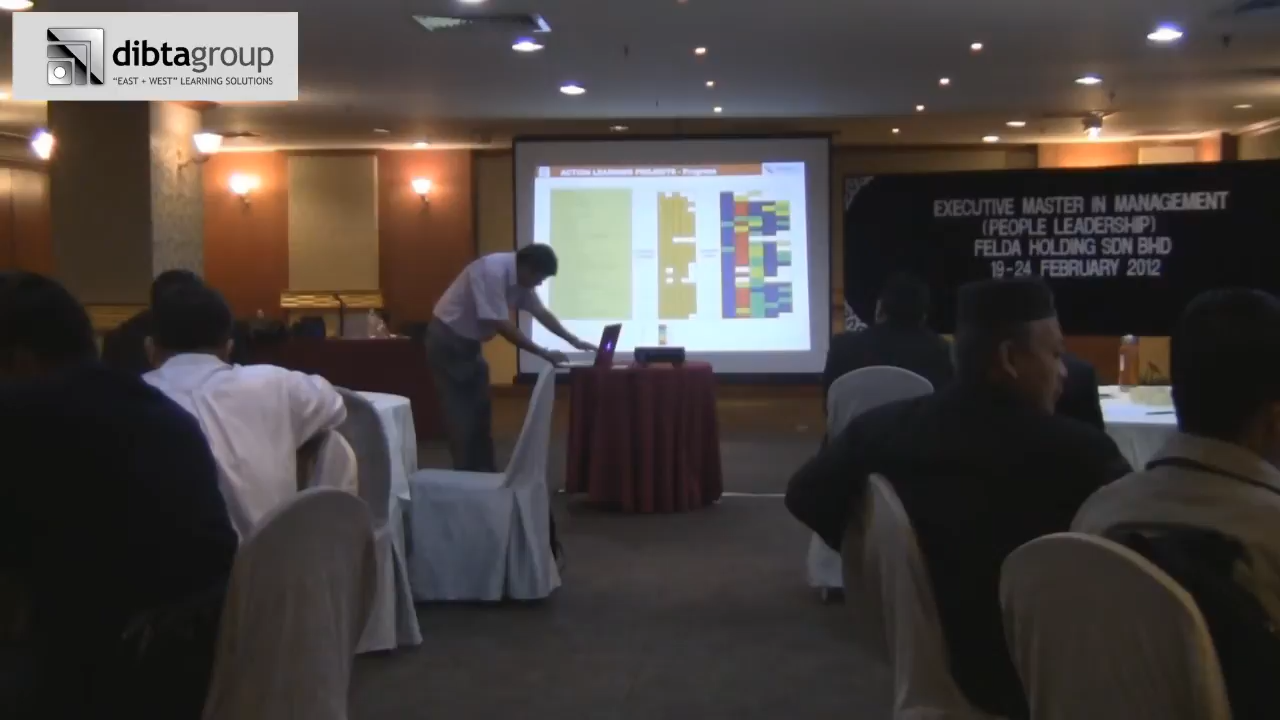 dibtagroup
"EAST + WEST" LEARNING SOLUTIONS
ACTION LEARNING PROJECTS - Progress
EXECUTIVE MASTER IN MANAGEMENT
(PEOPLE LEADERSHIP)
FELDA HOLDING SDN BHD
19-24 FEBRUARY 2012